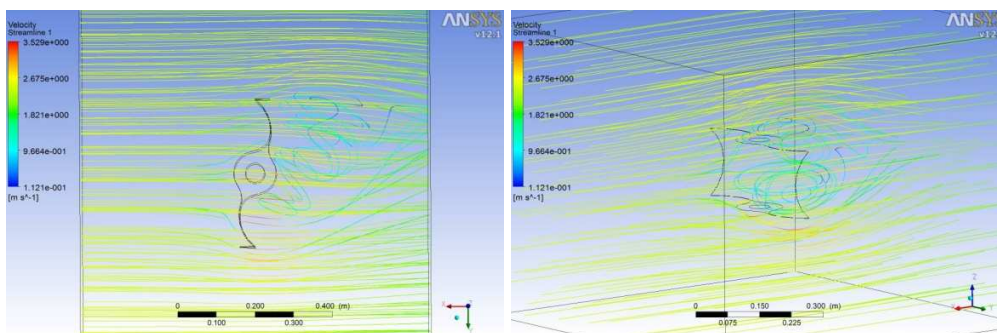 Velocity
Streamline 1
3.529e+000
2.675e+000
1.821e+000
9.664e-001
1.121e-001
[m s^-1]
ANSYS
v12.1
0
0.200
0.400 (m)
0.100
0.300
X
Z
Y
Velocity
Streamline 1
3.529e+000
2.675e+000
1.821e+000
9.664e-001
1.121e-001
[m s^-1]
ANSYS
0
0.150
0.300 (m)
0.075
0.225
Z
X
Y